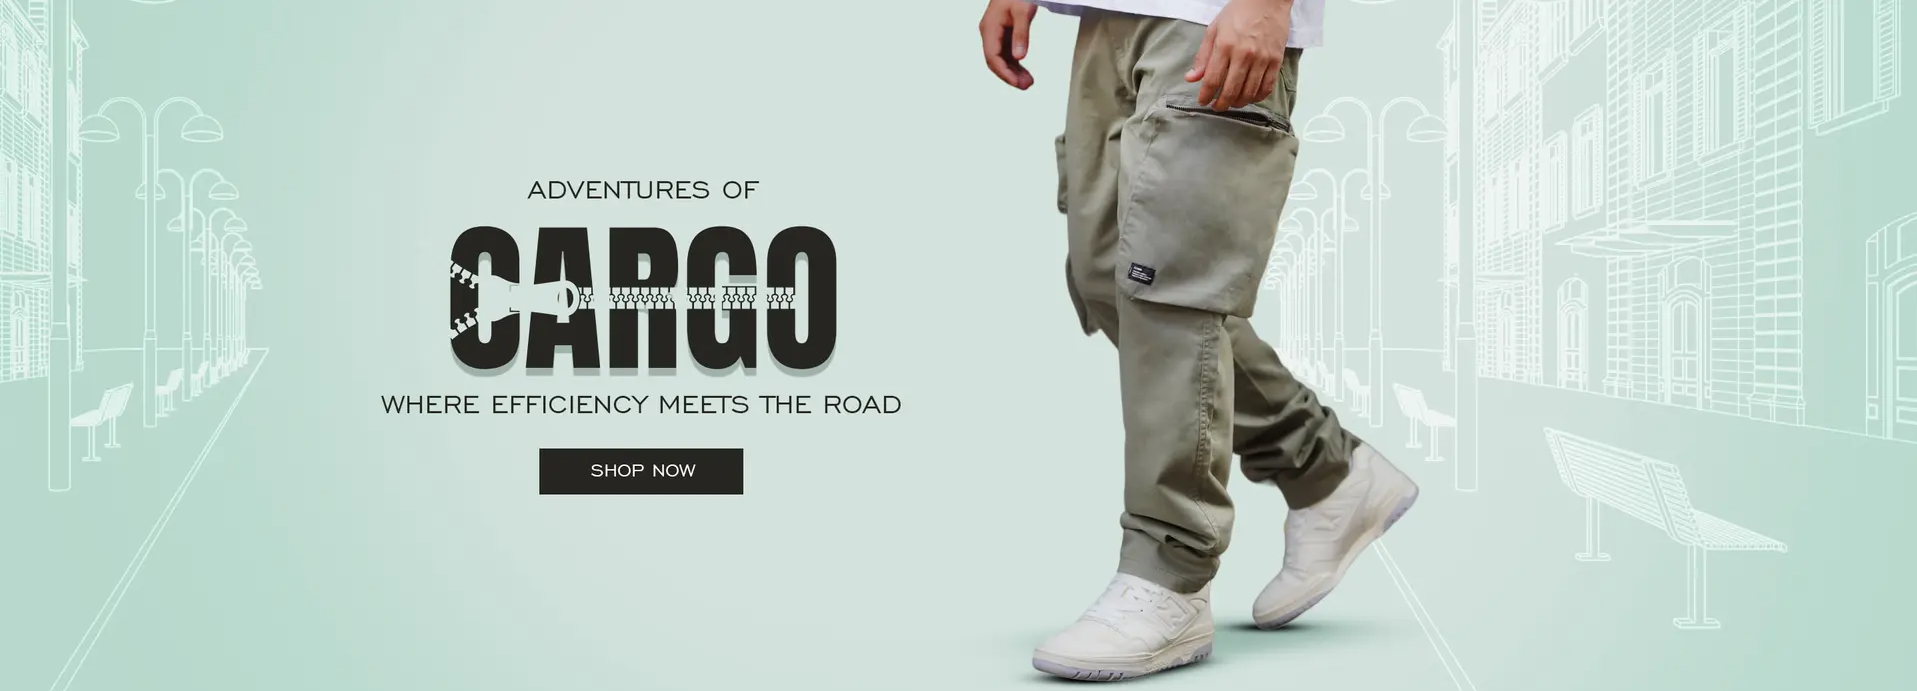 ADVENTURES OF
CARGO
WHERE EFFICIENCY MEETS THE ROAD
SHOP NOW